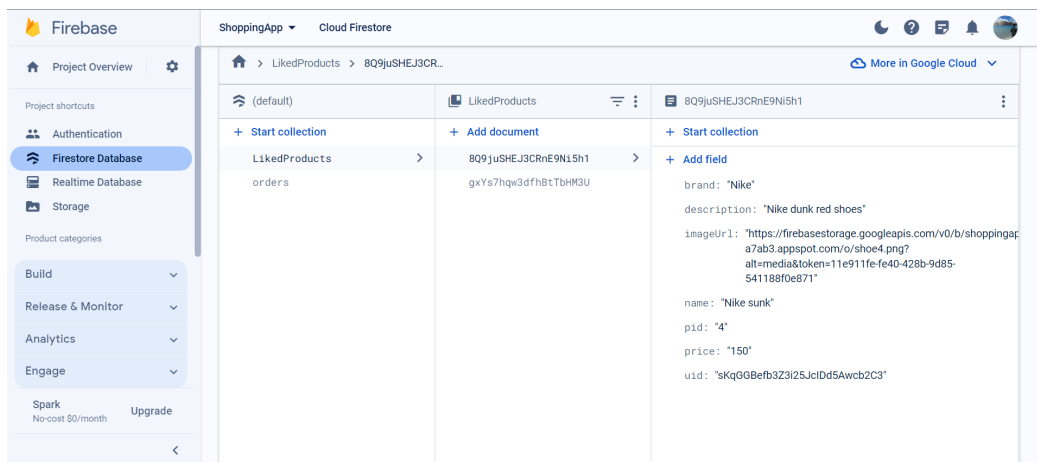 Firebase
ShoppingApp
Cloud Firestore
Project Overview
Project shortcuts
Authentication
Firestore Database
Realtime Database
Storage
Product categories
Build
Release & Monitor
Analytics
Engage
Spark
No-cost $0/month
Upgrade
> LikedProducts > 8Q9juSHEJ3CR...
More in Google Cloud
(default)
+ Start collection
LikedProducts
orders
LikedProducts
+ Add document
8Q9juSHEJ3CRnE9Ni5h1
gxYs7hqw3dfhBtTbHM3U
8Q9juSHEJ3CRnE9Ni5h1
+ Start collection
+ Add field
brand: "Nike"
description: "Nike dunk red shoes"
imageUrl: "https://firebasestorage.googleapis.com/v0/b/shoppingap
a7ab3.appspot.com/o/shoe4.png?
alt=media&token=11e911fe-fe40-428b-9d85-
541188f0e871"
name: "Nike sunk"
pid: "4"
price: "150"
uid: "sKqGGBefb3Z3i25JcIDd5Awcb2C3"